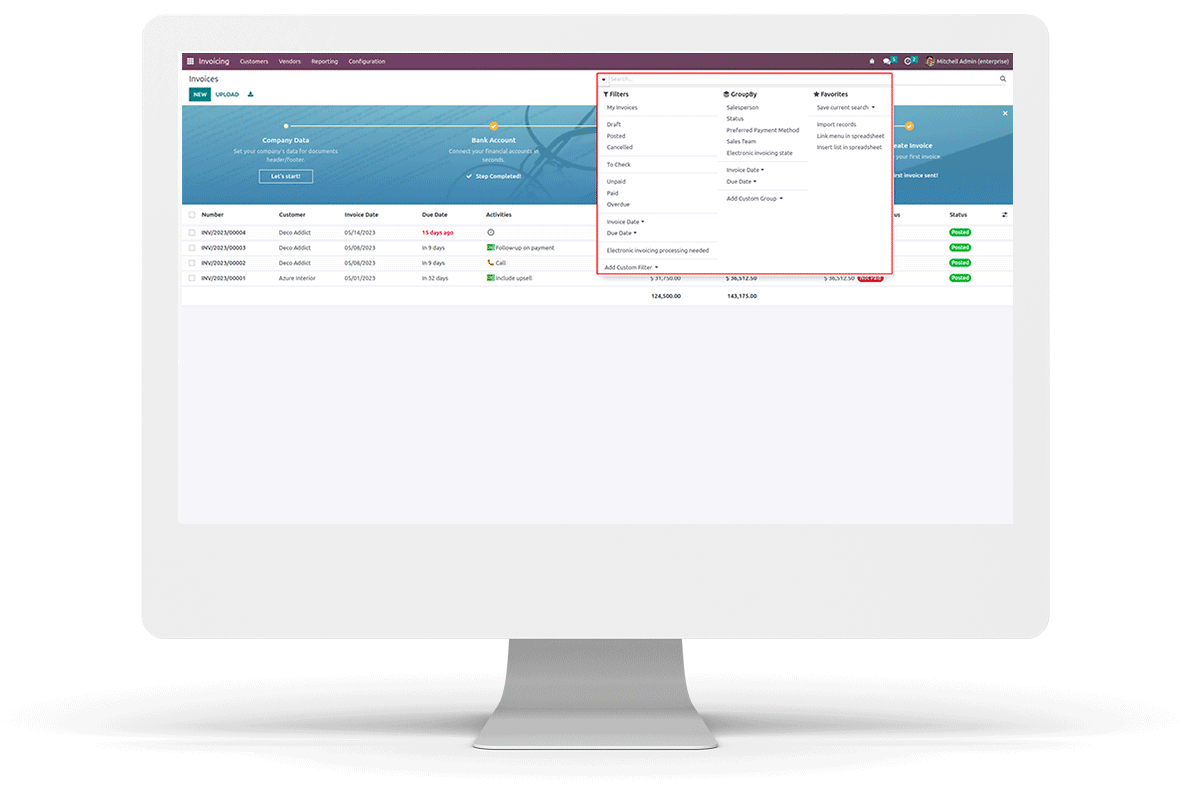 Invoicing Customers Vendors Reporting Configuration 5 2 Mitchell Admin (enterprise)
Invoices
Search...
NEW UPLOAD
Filters
My Invoices
Draft
Posted
Cancelled
To Check
Unpaid
Paid
Overdue
Invoice Date
Due Date
Electronic invoicing processing needed
Add Custom Filter
GroupBy
Salesperson
Status
Preferred Payment Method
Sales Team
Electronic invoicing state
Invoice Date
Due Date
Add Custom Group
Favorites
Save current search
Import records
Link menu in spreadsheet
Insert list in spreadsheet
Company Data
Set your company's data for documents
header/footer.
Let's start!
Bank Account
Connect your financial accounts in
seconds.
Step Completed!
eate Invoice
your first invoice.
irst invoice sent!
Number Customer Invoice Date Due Date Activities us Status
INV/2023/00004 Deco Addict 05/14/2023 15 days ago Posted
INV/2023/00003 Deco Addict 05/08/2023 In 9 days Follow-up on payment Posted
INV/2023/00002 Deco Addict 05/08/2023 In 9 days Call Posted
INV/2023/00001 Azure Interior 05/01/2023 In 32 days Include upsell $ 31,750.00 $ 36,512.50 $ 36,512.50 Not Paid Posted
124,500.00 143,175.00